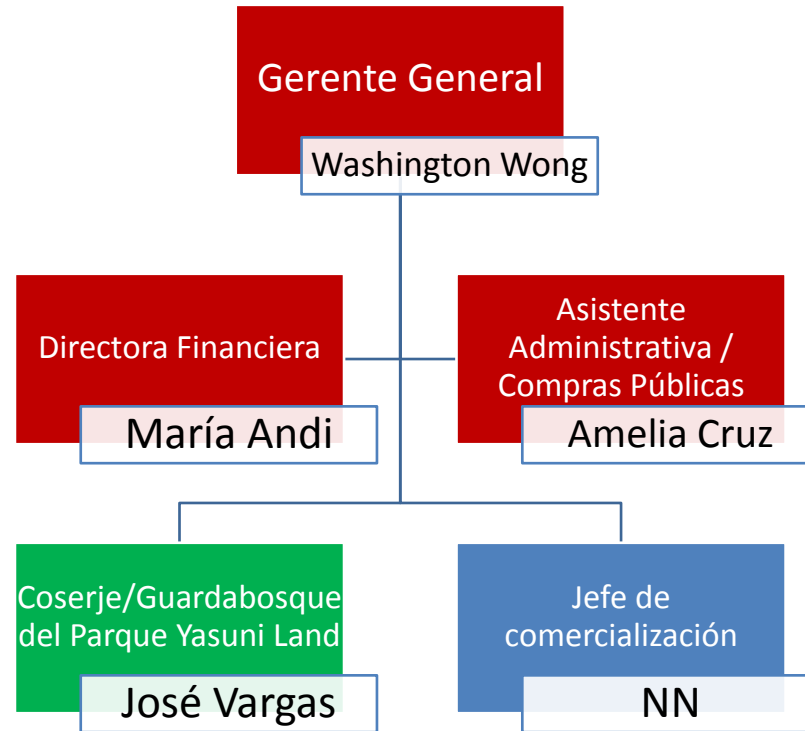 Gerente General
Washington Wong
Directora Financiera
María Andi
Asistente
Administrativa /
Compras Públicas
Amelia Cruz
Coserje/Guardabosque
del Parque Yasuni Land
José Vargas
Jefe de
comercialización
NN